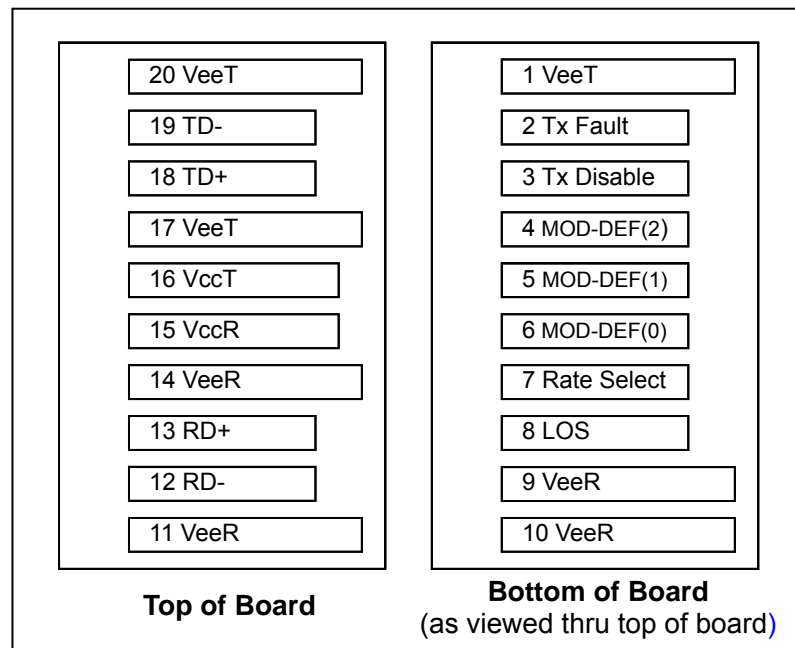 20 VeeT
19 TD-
18 TD+
17 VeeT
16 VccT
15 VccR
14 VeeR
13 RD+
12 RD-
11 VeeR
Top of Board
1 VeeT
2 Tx Fault
3 Tx Disable
4 MOD-DEF(2)
5 MOD-DEF(1)
6 MOD-DEF(0)
7 Rate Select
8 LOS
9 VeeR
10 VeeR
Bottom of Board
(as viewed thru top of board)